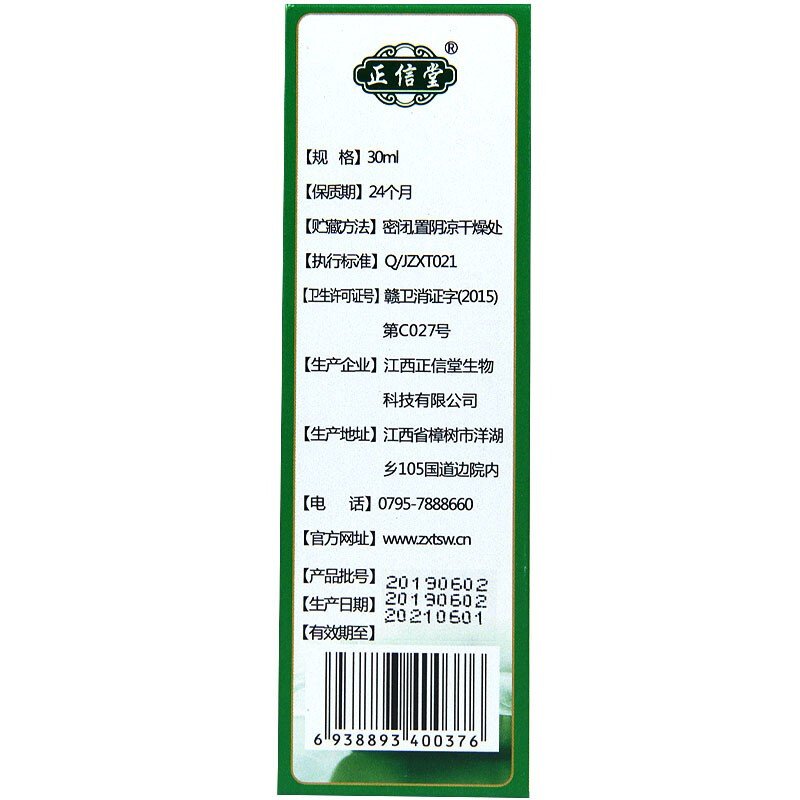 正信堂®
【规 格】30ml
【保质期】24个月
【贮藏方法】密闭,置阴凉干燥处
【执行标准】Q/JZXT021
【卫生许可证号】赣卫消证字(2015)
第C027号
【生产企业】江西正信堂生物
科技有限公司
【生产地址】江西省樟树市洋湖
乡105国道边院内
【电 话】0795-7888660
【官方网址】www.zxtsw.cn
【产品批号】20190602
【生产日期】20190602
【有效期至】20210601
6 938893 400376